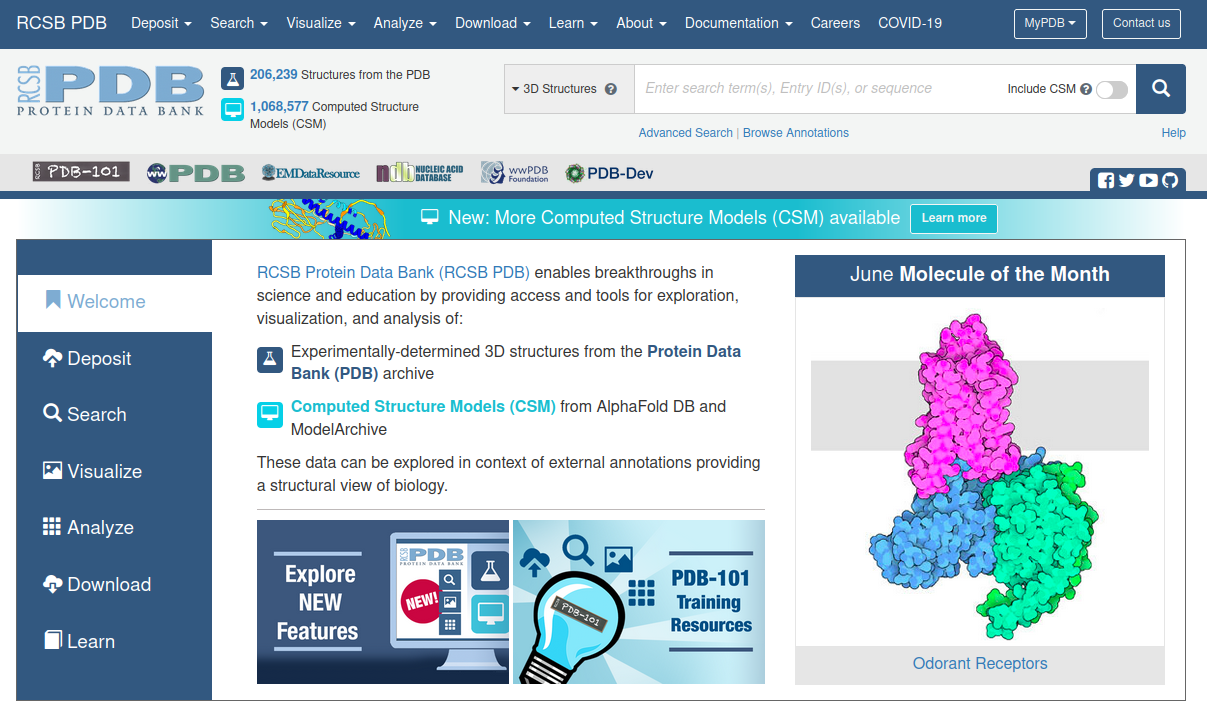 RCSB PDB Deposit Search Visualize Analyze Download Learn About Documentation Careers COVID-19 MyPDB Contact us
RCSB PDB
PROTEIN DATA BANK
206,239 Structures from the PDB
1,068,577 Computed Structure
Models (CSM)
3D Structures ? Enter search term(s), Entry ID(s), or sequence Include CSM ?
Advanced Search | Browse Annotations Help
RCSB PDB-101 wwPDB EMDataResource ndb NUCLEIC ACID DATABASE wwPDB Foundation PDB-Dev
New: More Computed Structure Models (CSM) available Learn more
Welcome
Deposit
Search
Visualize
Analyze
Download
Learn
RCSB Protein Data Bank (RCSB PDB) enables breakthroughs in
science and education by providing access and tools for exploration,
visualization, and analysis of:
Experimentally-determined 3D structures from the Protein Data
Bank (PDB) archive
Computed Structure Models (CSM) from AlphaFold DB and
ModelArchive
These data can be explored in context of external annotations providing
a structural view of biology.
Explore
NEW
Features
RCSB PDB
PROTEIN DATA BANK
NEW!
PDB-101
PDB-101
Training
Resources
June Molecule of the Month
Odorant Receptors